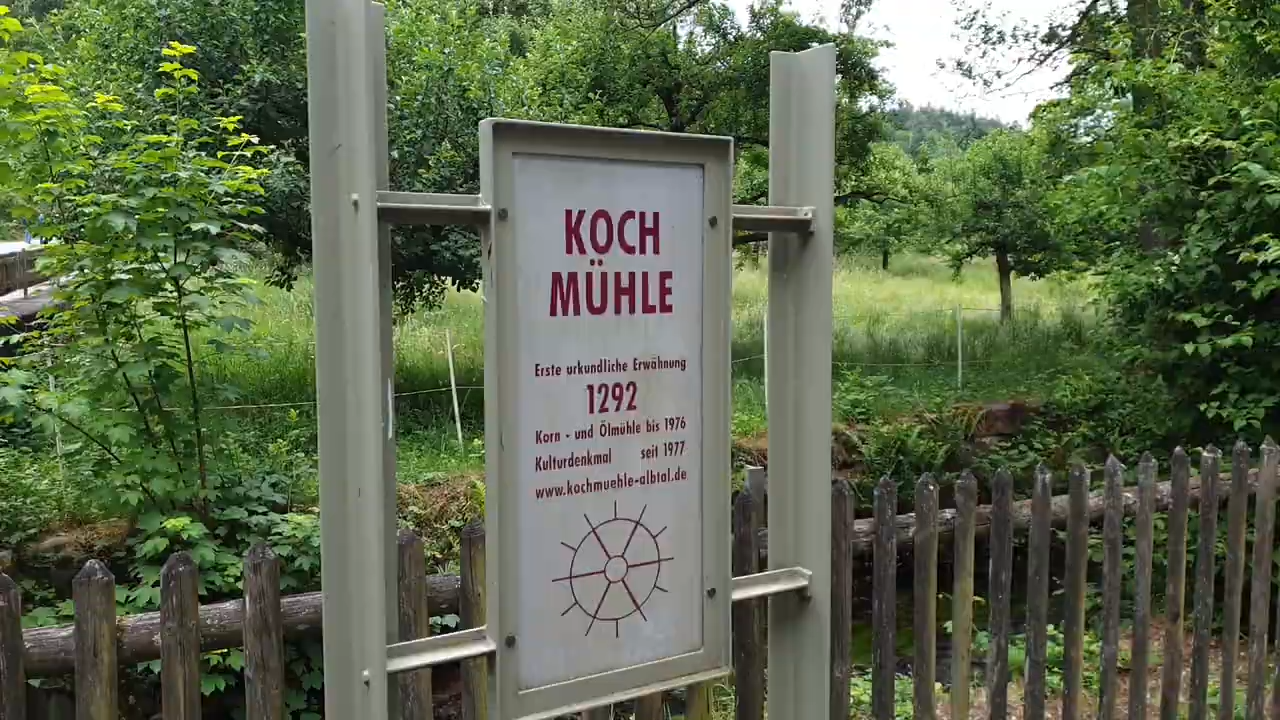 KOCH
MÜHLE
Erste urkundliche Erwähnung
1292
Korn - und Ölmühle bis 1976
Kulturdenkmal seit 1977
www.kochmuehle-albtal.de